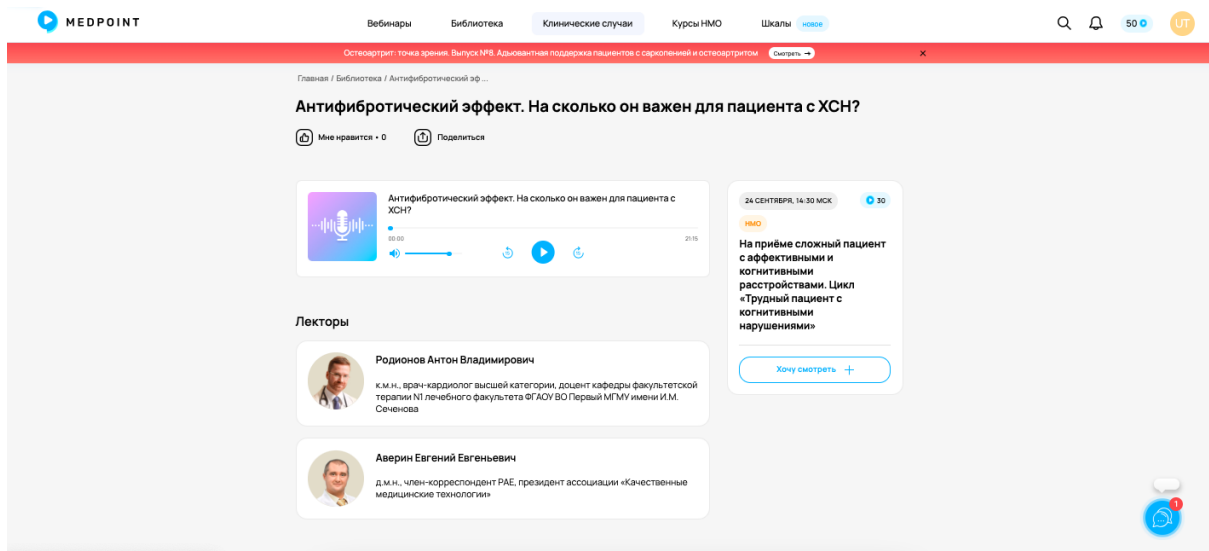 MEDPOINT
Вебинары
Библиотека
Клинические случаи
Курсы НМО
Шкалы
новое
50
UT
Остеоартрит: точка зрения. Выпуск №8. Адъювантная поддержка пациентов с саркопенией и остеоартритом
Смотреть →
×
Главная / Библиотека / Антифибротический эф ...
Антифибротический эффект. На сколько он важен для пациента с ХСН?
Мне нравится • 0
Поделиться
Антифибротический эффект. На сколько он важен для пациента с
ХСН?
00:00
21:15
24 СЕНТЯБРЯ, 14:30 МСК
30
НМО
На приёме сложный пациент
с аффективными и
когнитивными
расстройствами. Цикл
«Трудный пациент с
когнитивными
нарушениями»
Хочу смотреть +
Лекторы
Родионов Антон Владимирович
к.м.н., врач-кардиолог высшей категории, доцент кафедры факультетской
терапии N1 лечебного факультета ФГАОУ ВО Первый МГМУ имени И.М.
Сеченова
Аверин Евгений Евгеньевич
д.м.н., член-корреспондент РАЕ, президент ассоциации «Качественные
медицинские технологии»
1